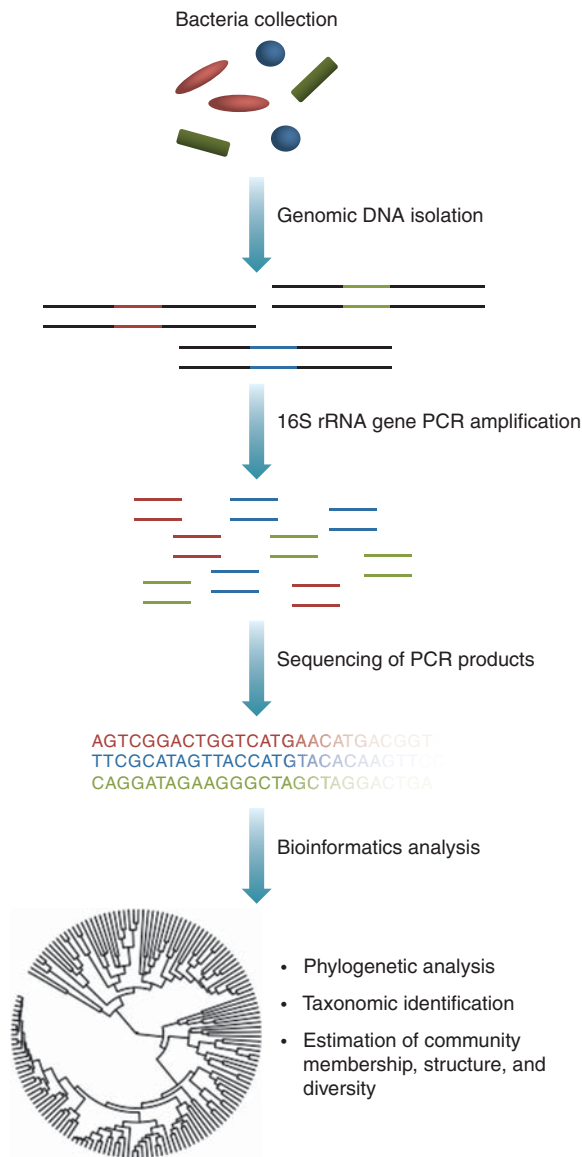 Bacteria collection
Genomic DNA isolation
16S rRNA gene PCR amplification
Sequencing of PCR products
AGTCGGACTGGTCATGAACATGACGGT
TTCGCATAGTTACCATGTACACAAGTT
CAGGATAGAAGGGCTAGCTAGGACTGA
Bioinformatics analysis
• Phylogenetic analysis
• Taxonomic identification
• Estimation of community
membership, structure, and
diversity